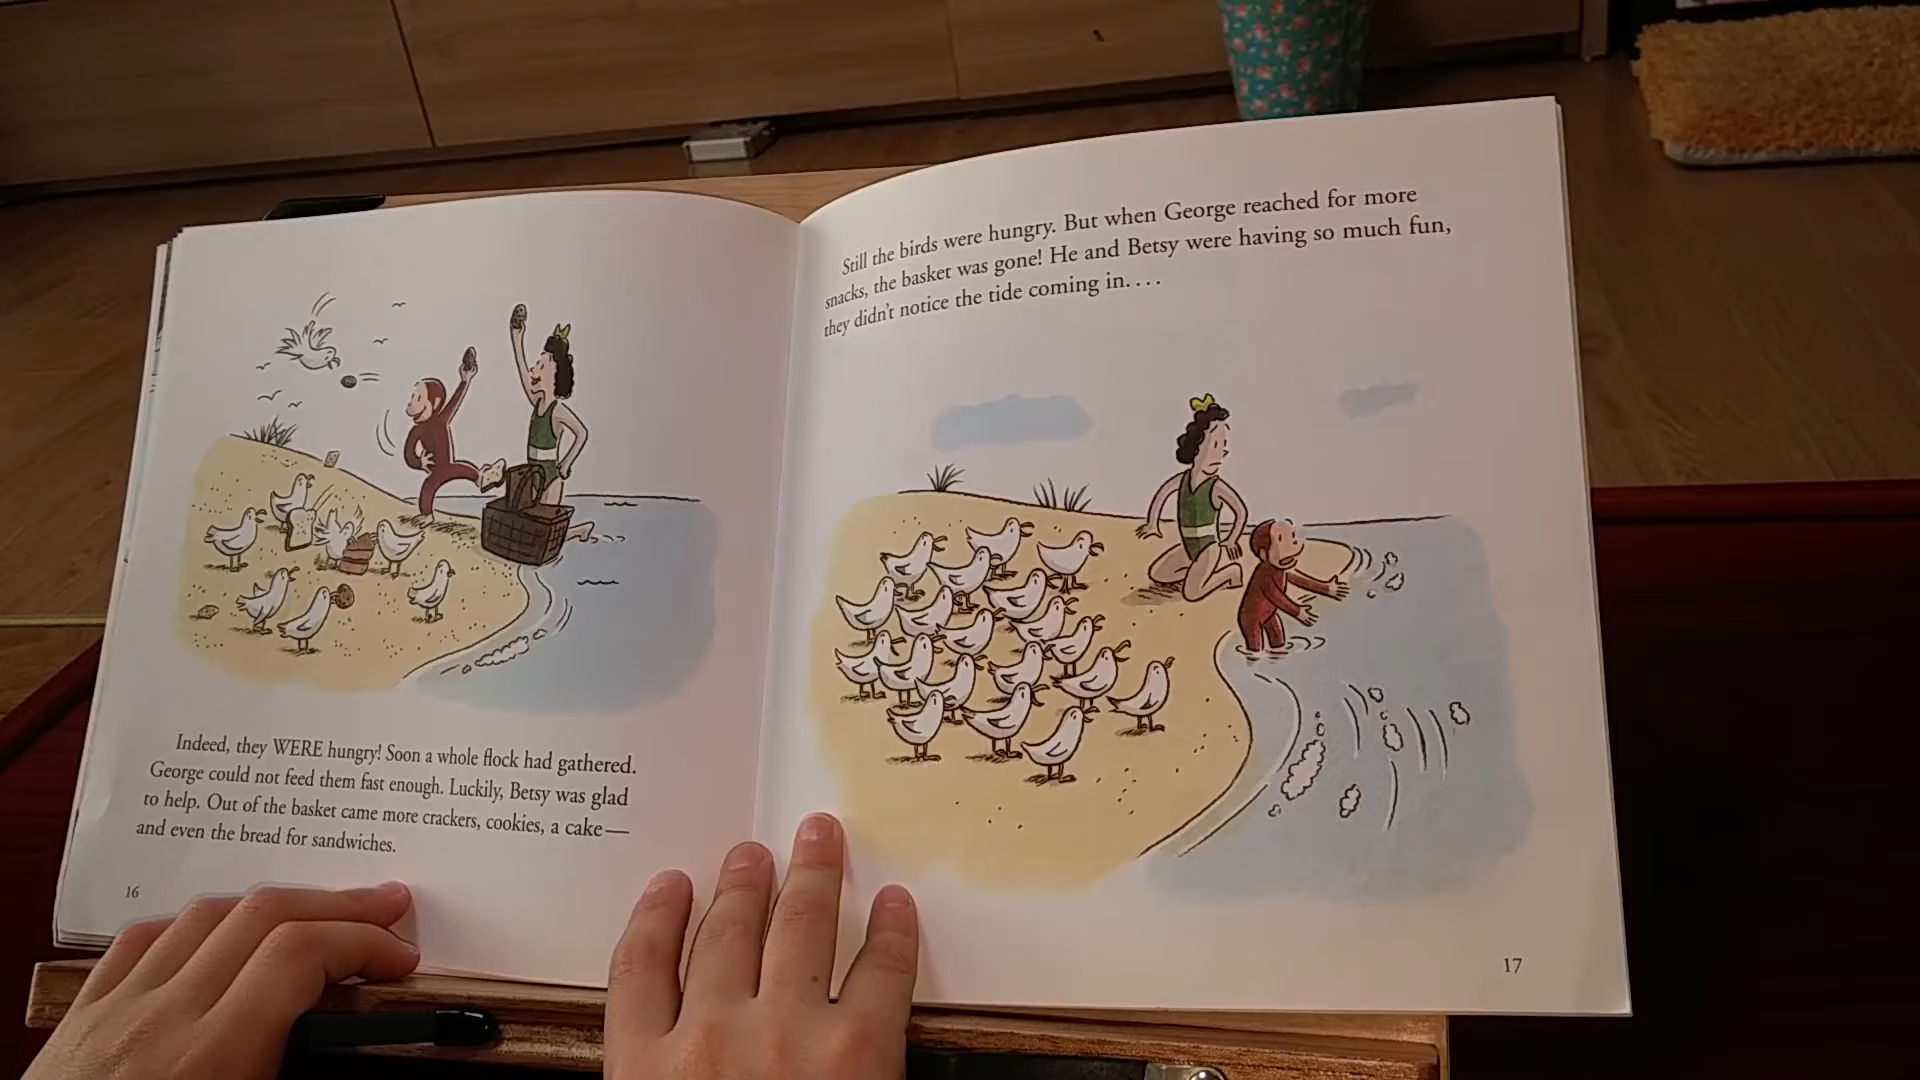 Indeed, they WERE hungry! Soon a whole flock had gathered.
George could not feed them fast enough. Luckily, Betsy was glad
to help. Out of the basket came more crackers, cookies, a cake—
and even the bread for sandwiches.
16
Still the birds were hungry. But when George reached for more
snacks, the basket was gone! He and Betsy were having so much fun,
they didn't notice the tide coming in. . . .
17